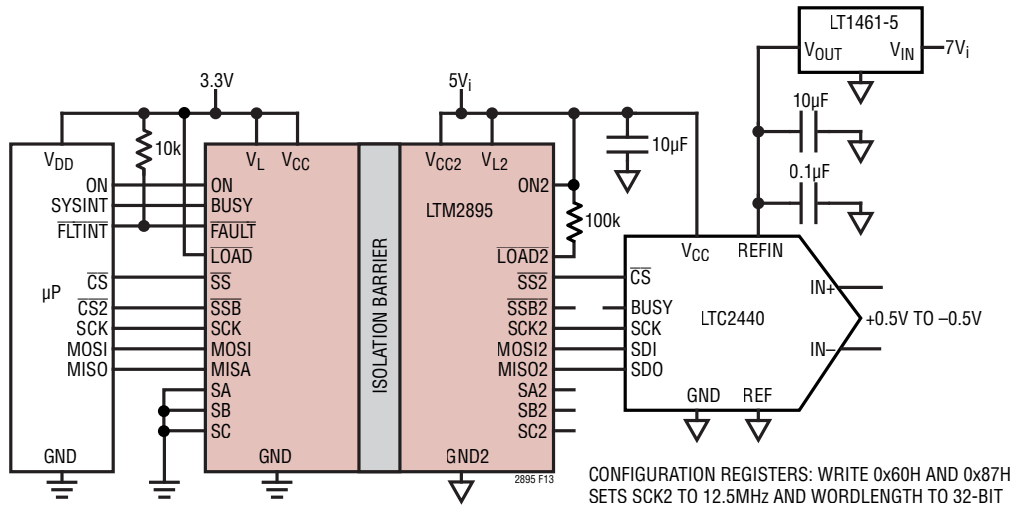 LT1461-5
VOUT
VIN
7Vi
3.3V
5Vi
10µF
0.1µF
10k
10µF
VDD
ON
SYSINT
FLTINT
CS
µP
CS2
SCK
MOSI
MISO
GND
VL
VCC
ON
BUSY
FAULT
LOAD
SS
SSB
SCK
MOSI
MISA
SA
SB
SC
GND
ISOLATION BARRIER
VCC2
VL2
ON2
LTM2895
100k
LOAD2
SS2
SSB2
SCK2
MOSI2
MISO2
SA2
SB2
SC2
GND2
2895 F13
VCC
REFIN
CS
BUSY
LTC2440
SCK
SDI
SDO
IN+
+0.5V TO –0.5V
IN–
GND
REF
CONFIGURATION REGISTERS: WRITE 0x60H AND 0x87H
SETS SCK2 TO 12.5MHz AND WORDLENGTH TO 32-BIT